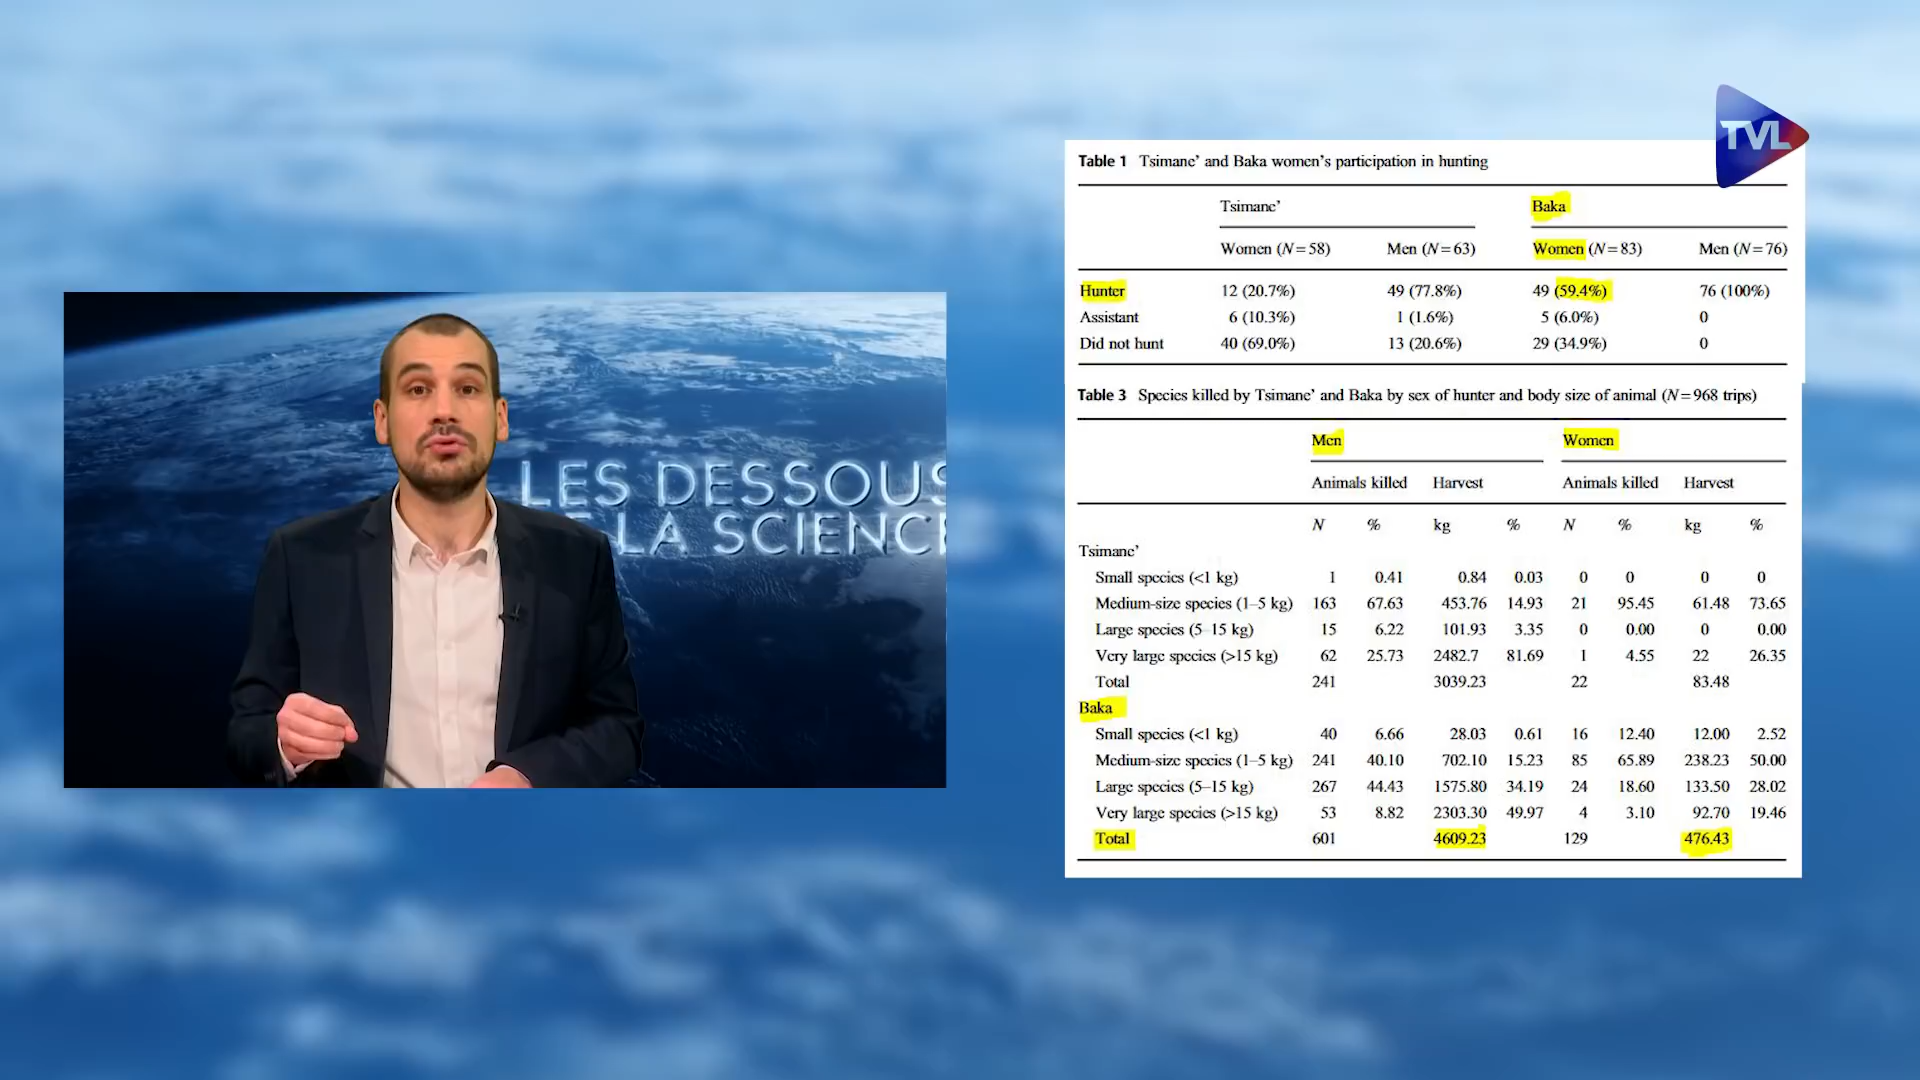 TVL
LES DESSOUS
LA SCIENC
Table 1 Tsimane' and Baka women's participation in hunting
Tsimane' Baka
Women (N=58) Men (N=63) Women (N=83) Men (N=76)
Hunter 12 (20.7%) 49 (77.8%) 49 (59.4%) 76 (100%)
Assistant 6 (10.3%) 1 (1.6%) 5 (6.0%) 0
Did not hunt 40 (69.0%) 13 (20.6%) 29 (34.9%) 0
Table 3 Species killed by Tsimane' and Baka by sex of hunter and body size of animal (N=968 trips)
Men Women
Animals killed Harvest Animals killed Harvest
N % kg % N % kg %
Tsimane'
Small species (<1 kg) 1 0.41 0.84 0.03 0 0 0 0
Medium-size species (1–5 kg) 163 67.63 453.76 14.93 21 95.45 61.48 73.65
Large species (5–15 kg) 15 6.22 101.93 3.35 0 0.00 0 0.00
Very large species (>15 kg) 62 25.73 2482.7 81.69 1 4.55 22 26.35
Total 241 3039.23 22 83.48
Baka
Small species (<1 kg) 40 6.66 28.03 0.61 16 12.40 12.00 2.52
Medium-size species (1–5 kg) 241 40.10 702.10 15.23 85 65.89 238.23 50.00
Large species (5–15 kg) 267 44.43 1575.80 34.19 24 18.60 133.50 28.02
Very large species (>15 kg) 53 8.82 2303.30 49.97 4 3.10 92.70 19.46
Total 601 4609.23 129 476.43